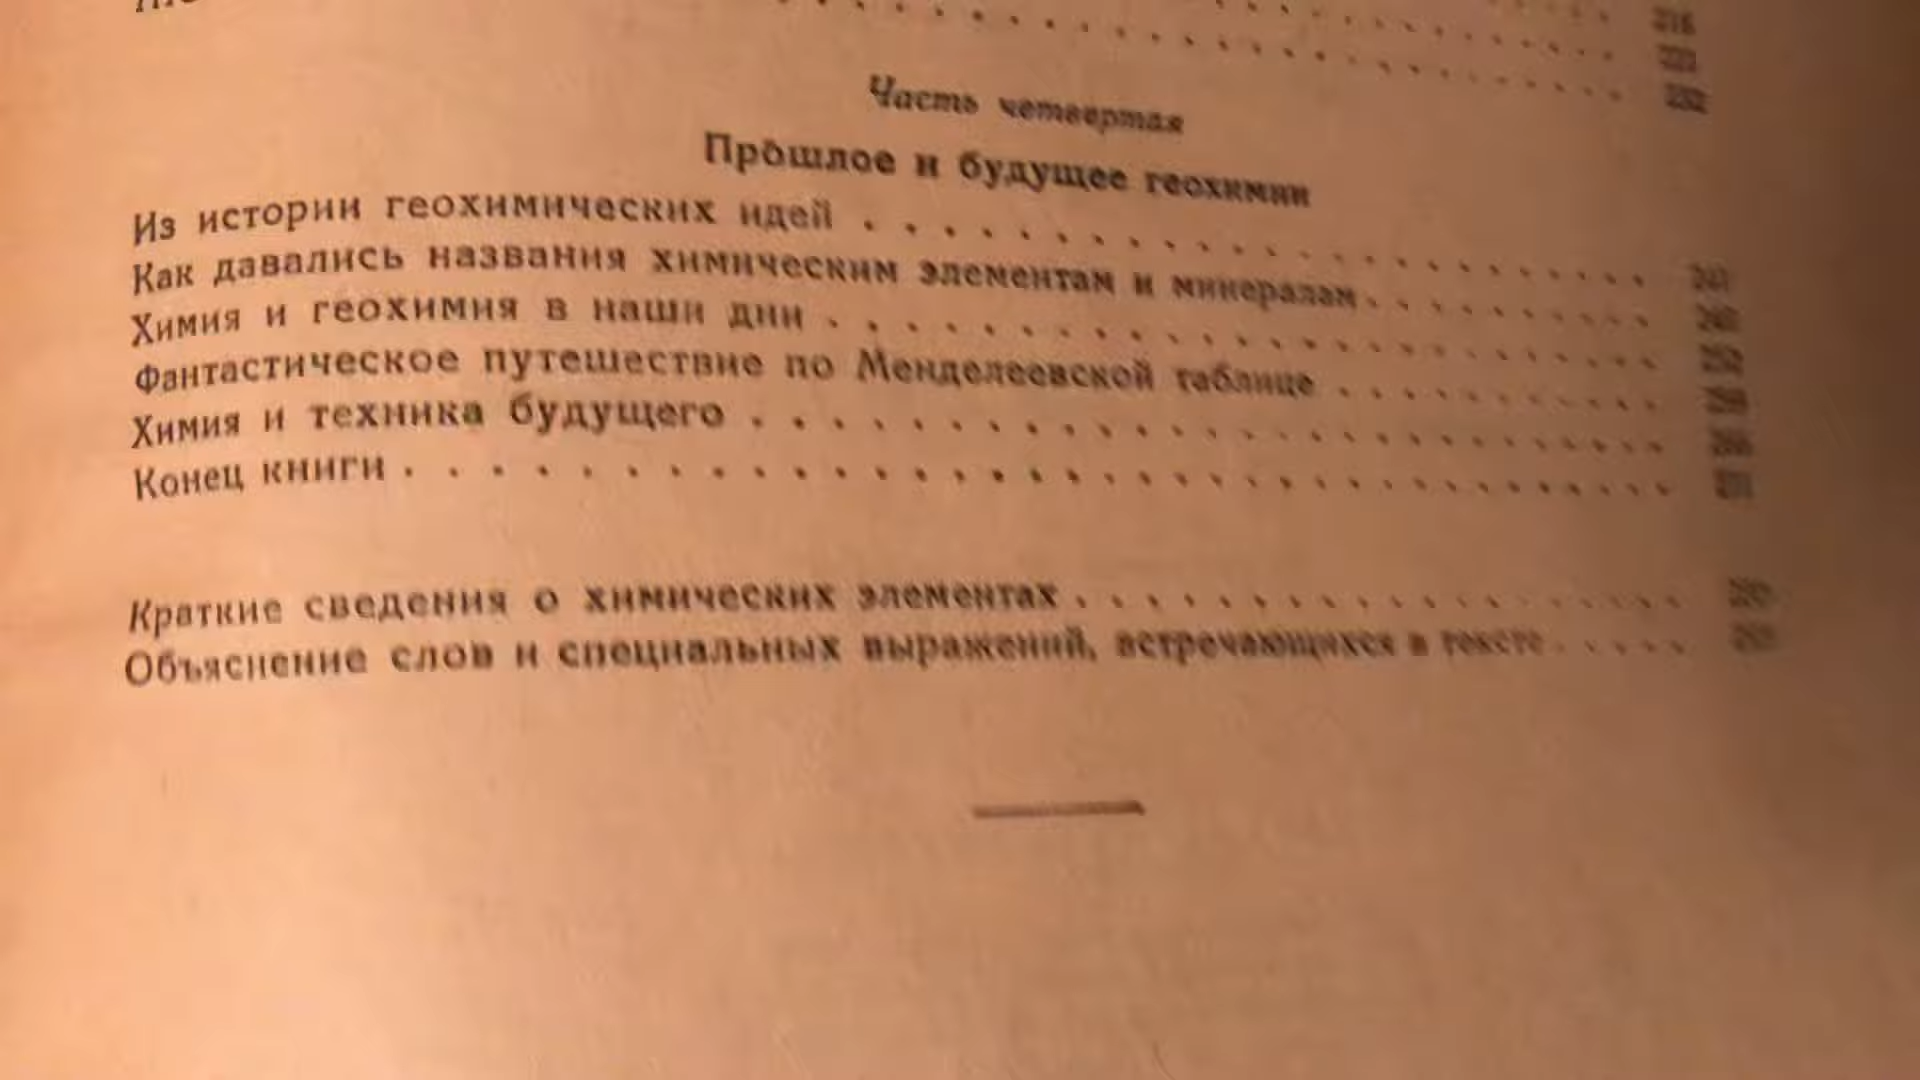 Часть четвертая
Прошлое и будущее геохимии
Из истории геохимических идей
Как давались названия химическим элементам и минералам
Химия и геохимия в наши дни
Фантастическое путешествие по Менделеевской таблице
Химия и техника будущего
Конец книги
Краткие сведения о химических элементах
Объяснение слов и специальных выражений, встречающихся в тексте